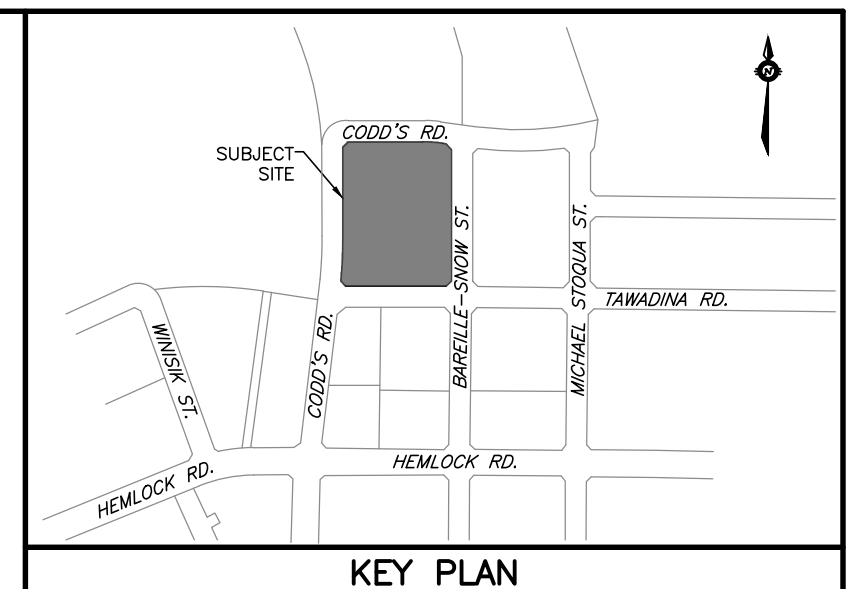 CODD'S RD.
SUBJECT
SITE
N
BAREILLE-SNOW ST.
MICHAEL STOQUA ST.
TAWADINA RD.
WINISIK ST.
CODD'S RD.
HEMLOCK RD.
HEMLOCK RD.
KEY PLAN